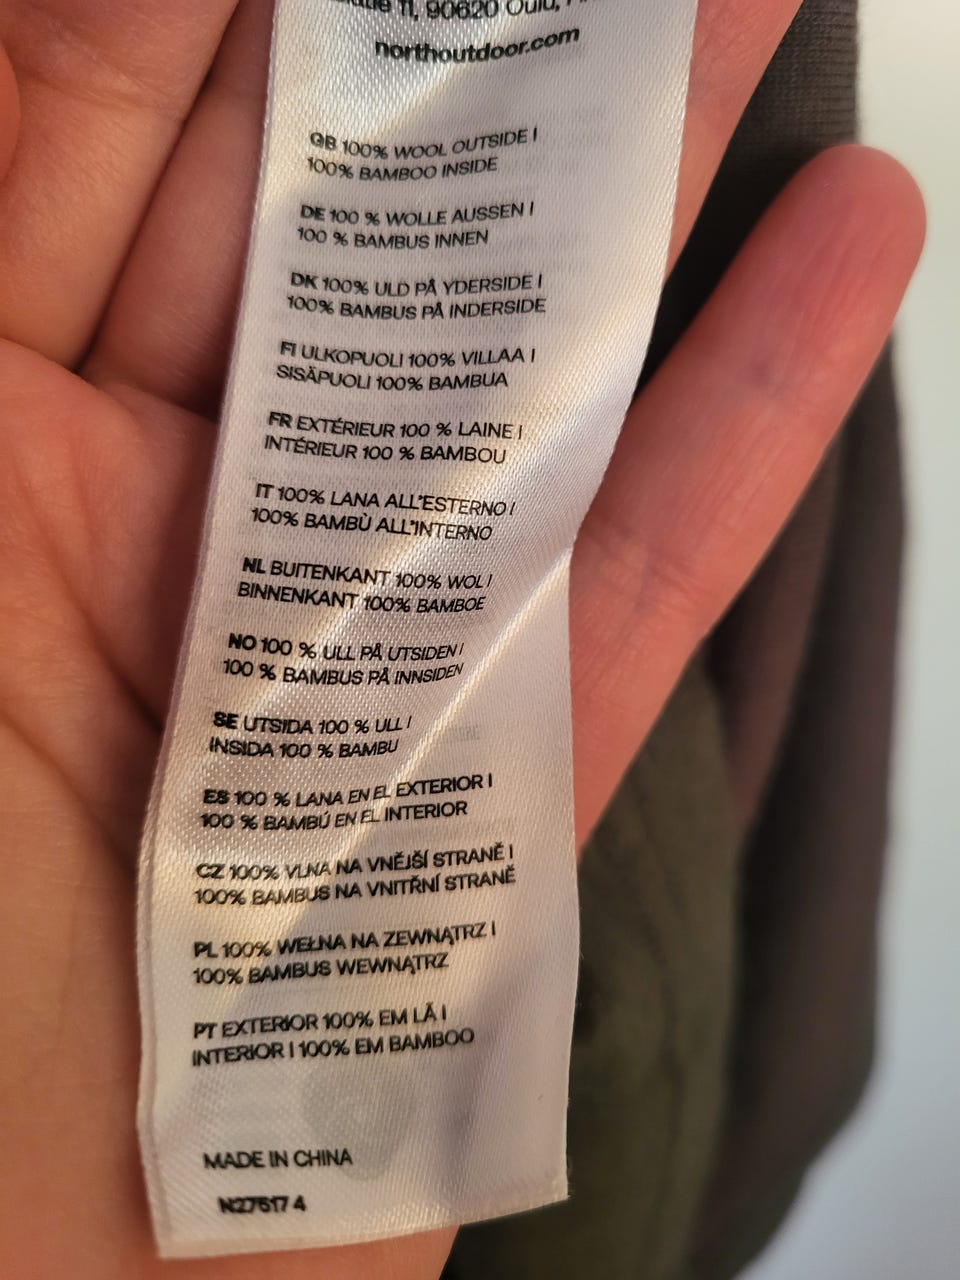 11, 90620 Oulu,
northoutdoor.com
GB 100% WOOL OUTSIDE |
100% BAMBOO INSIDE
DE 100 % WOLLE AUSSEN |
100 % BAMBUS INNEN
DK 100% ULD PÅ YDERSIDE |
100% BAMBUS PÅ INDERSIDE
FI ULKOPUOLI 100% VILLAA |
SISÄPUOLI 100% BAMBUA
FR EXTÉRIEUR 100 % LAINE |
INTÉRIEUR 100 % BAMBOU
IT 100% LANA ALL'ESTERNO |
100% BAMBÙ ALL'INTERNO
NL BUITENKANT 100% WOL |
BINNENKANT 100% BAMBOE
NO 100 % ULL PÅ UTSIDEN |
100 % BAMBUS PÅ INNSIDEN
SE UTSIDA 100 % ULL |
INSIDA 100 % BAMBU
ES 100 % LANA EN EL EXTERIOR |
100 % BAMBÚ EN EL INTERIOR
CZ 100% VLNA NA VNĚJŠÍ STRANĚ |
100% BAMBUS NA VNITŘNÍ STRANĚ
PL 100% WEŁNA NA ZEWNĄTRZ |
100% BAMBUS WEWNĄTRZ
PT EXTERIOR 100% EM LÃ |
INTERIOR | 100% EM BAMBOO
MADE IN CHINA
N27517 4